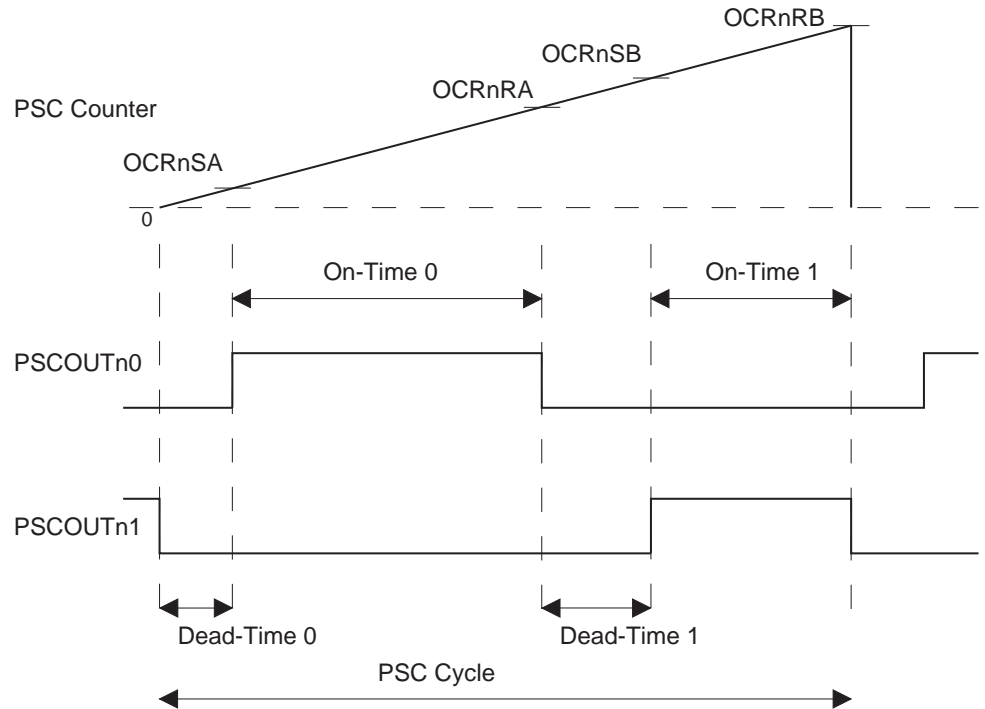 OCRnRB
OCRnSB
OCRnRA
PSC Counter
OCRnSA
0
On-Time 0
On-Time 1
PSCOUTn0
PSCOUTn1
Dead-Time 0
Dead-Time 1
PSC Cycle